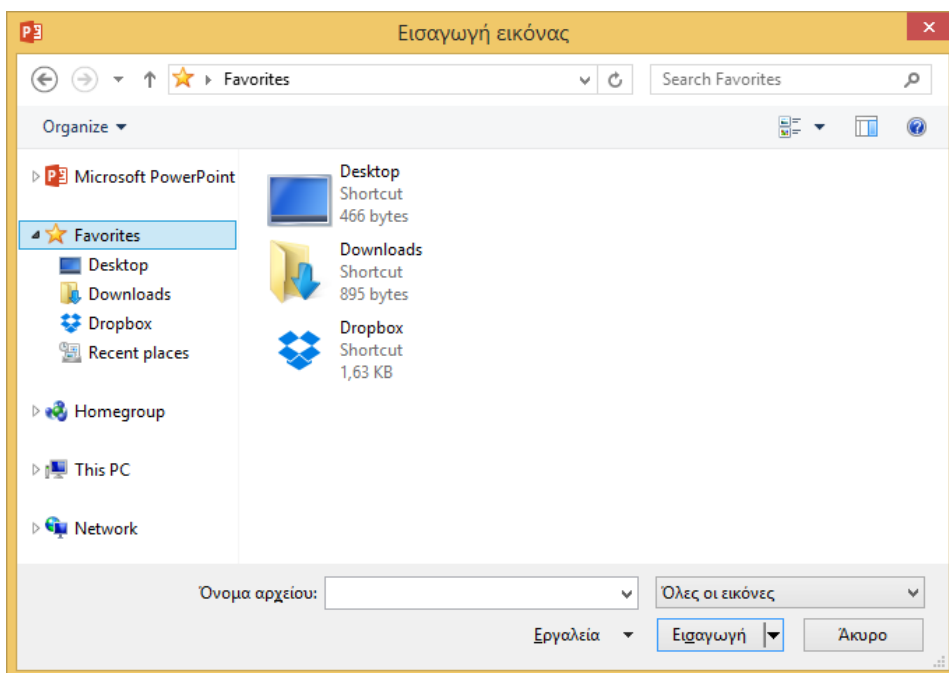 Εισαγωγή εικόνας
Favorites
Search Favorites
Organize
Microsoft PowerPoint
Favorites
Desktop
Downloads
Dropbox
Recent places
Homegroup
This PC
Network
Desktop
Shortcut
466 bytes
Downloads
Shortcut
895 bytes
Dropbox
Shortcut
1,63 KB
Όνομα αρχείου:
Όλες οι εικόνες
Εργαλεία
Εισαγωγή
Άκυρο